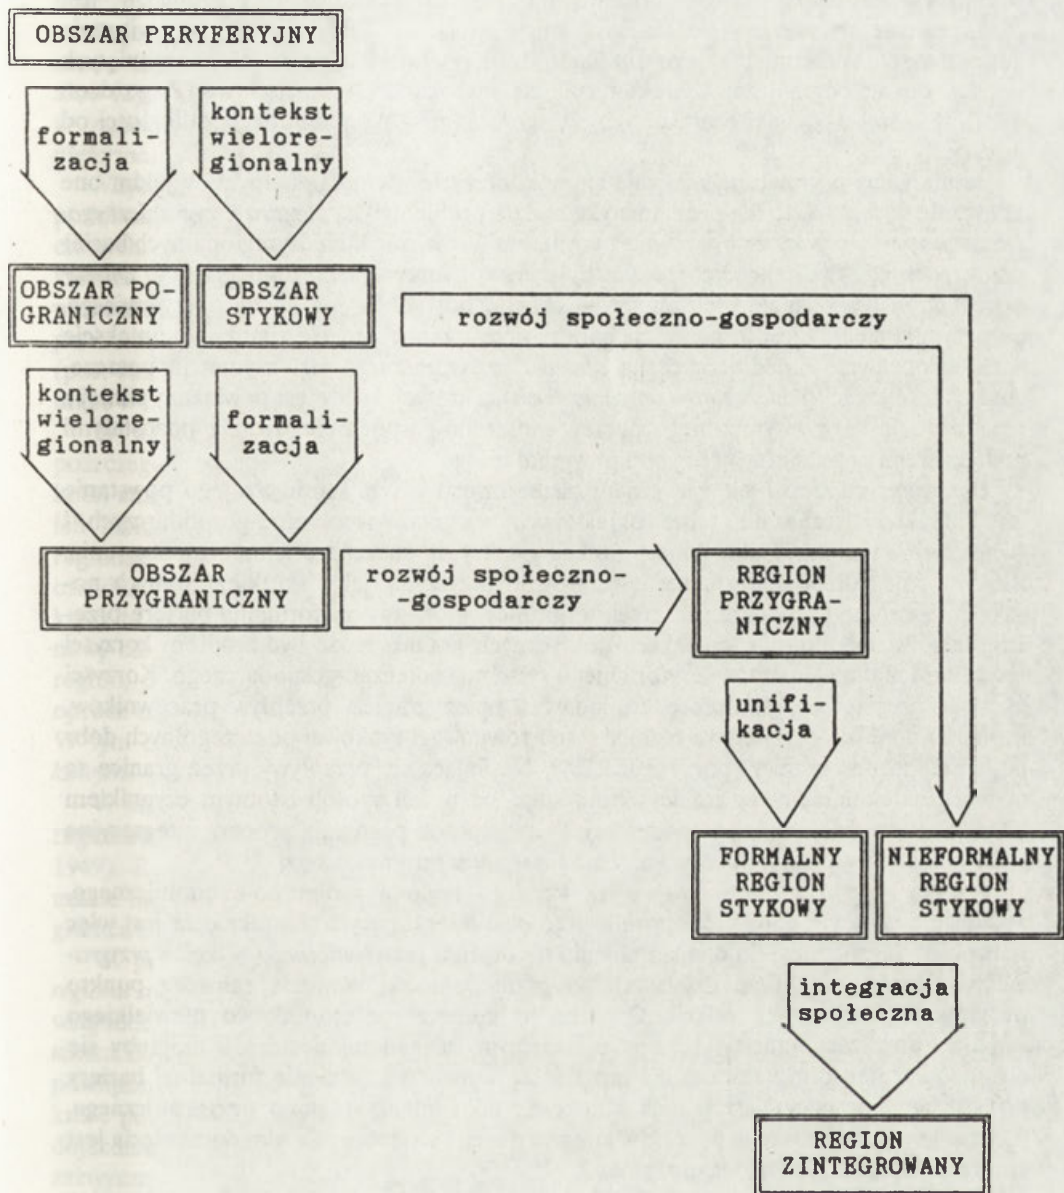 OBSZAR PERYFERYJNY
formali-
zacja
kontekst
wielore-
gionalny
OBSZAR PO-
GRANICZNY
OBSZAR
STYKOWY
rozwój społeczno-gospodarczy
kontekst
wielore-
gionalny
formali-
zacja
OBSZAR
PRZYGRANICZNY
rozwój społeczno-
-gospodarczy
REGION
PRZYGRA-
NICZNY
unifi-
kacja
FORMALNY
REGION
STYKOWY
NIEFORMALNY
REGION
STYKOWY
integracja
społeczna
REGION
ZINTEGROWANY